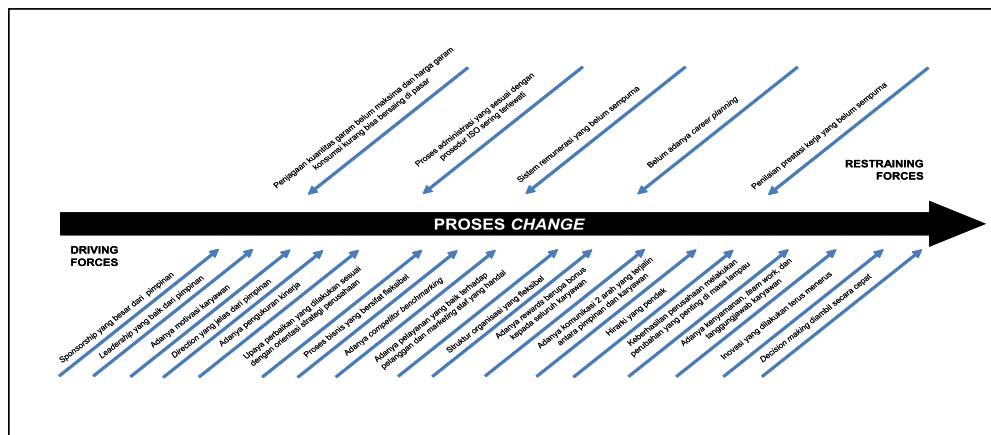 Penjagaan kuantitas garam belum maksima dan harga garam
konsumsi kurang bisa bersaing di pasar
Proses administrasi yang sesuai dengan
prosedur ISO sering terlewati
Sistem remunerasi yang belum sempurna
Belum adanya career planning
Penilaian prestasi kerja yang belum sempurna
RESTRAINING
FORCES
PROSES CHANGE
DRIVING
FORCES
Sponsorship yang besar dari pimpinan
Leadership yang baik dari pimpinan
Adanya motivasi karyawan
Direction yang jelas dari pimpinan
Adanya pengukuran kinerja
Upaya perbaikan yang dilakukan sesuai
dengan orientasi strategi perusahaan
Proses bisnis yang bersifat fleksibel
Adanya competitor benchmarking
Adanya pelayanan yang baik terhadap
pelanggan dan marketing staf yang handal
Struktur organisasi yang fleksibel
Adanya rewards berupa bonus
kepada seluruh karyawan
Adanya komunikasi 2 arah yang terjalin
antara pimpinan dan karyawan
Hirarki yang pendek
Keberhasilan perusahaan melakukan
perubahan yang penting di masa lampau
Adanya kenyamanan, team work, dan
tanggungjawab karyawan
Inovasi yang dilakukan terus menerus
Decision making diambil secara cepat